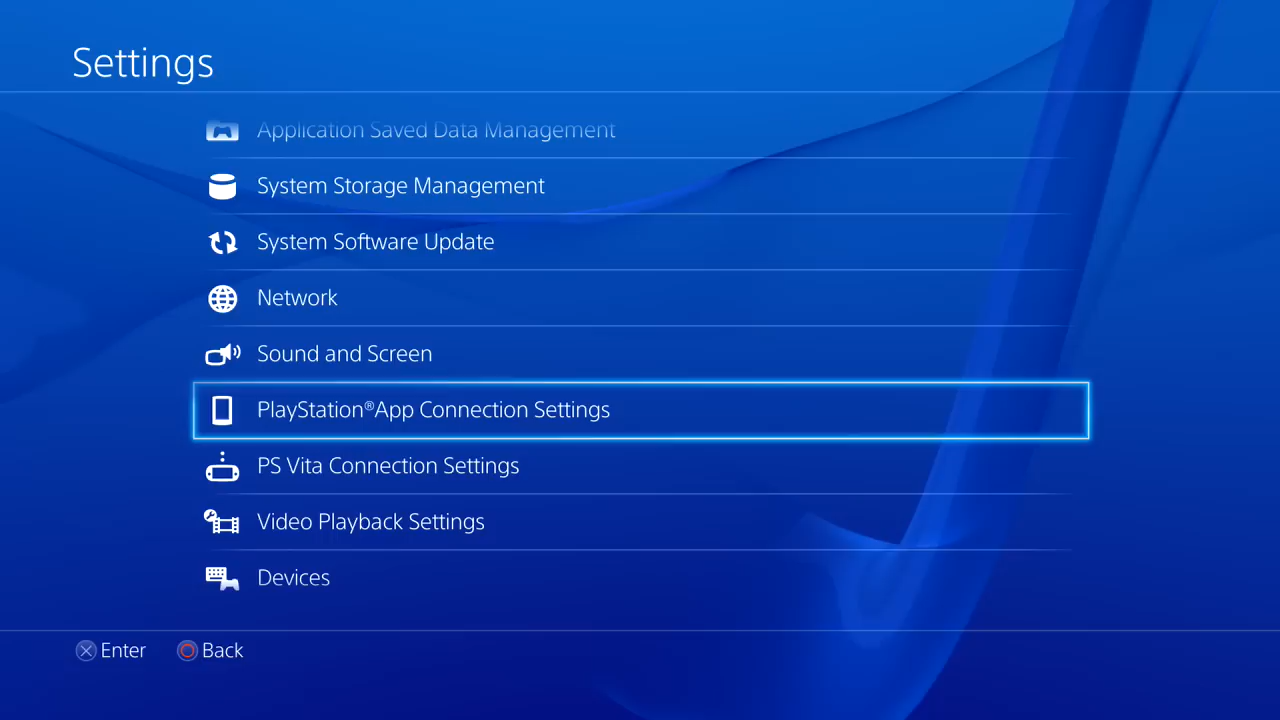 Settings
Application Saved Data Management
System Storage Management
System Software Update
Network
Sound and Screen
PlayStation®App Connection Settings
PS Vita Connection Settings
Video Playback Settings
Devices
Enter Back